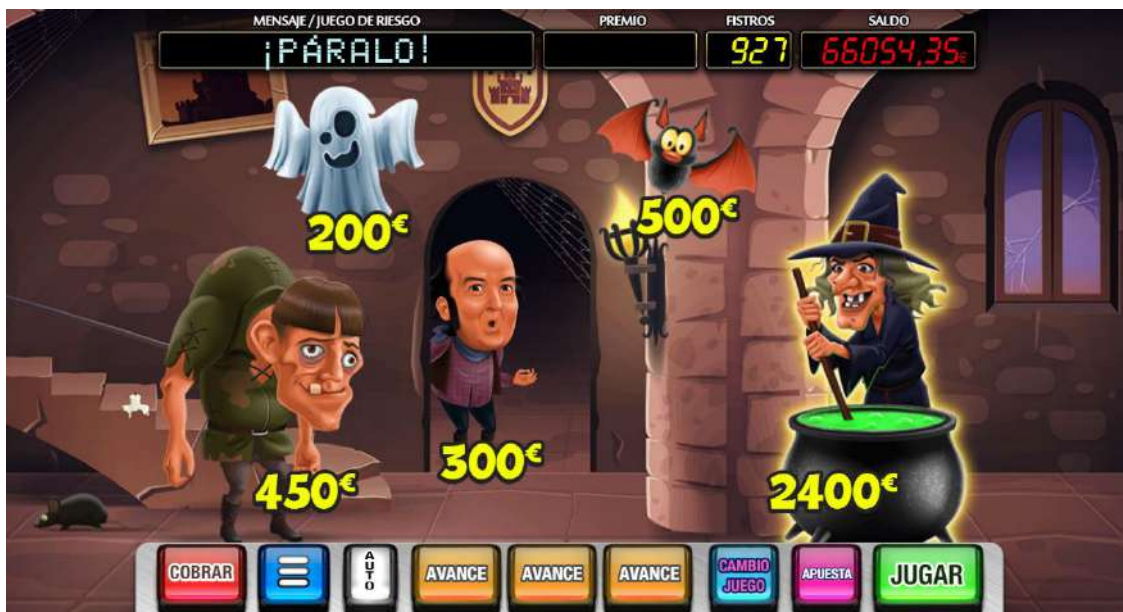 MENSAJE / JUEGO DE RIESGO
PREMIO
FISTROS
SALDO
¡PÁRALO!
927
66054,35€
200€
500€
450€
300€
2400€
COBRAR
AUTO
AVANCE
AVANCE
AVANCE
CAMBIO
JUEGO
APUESTA
JUGAR